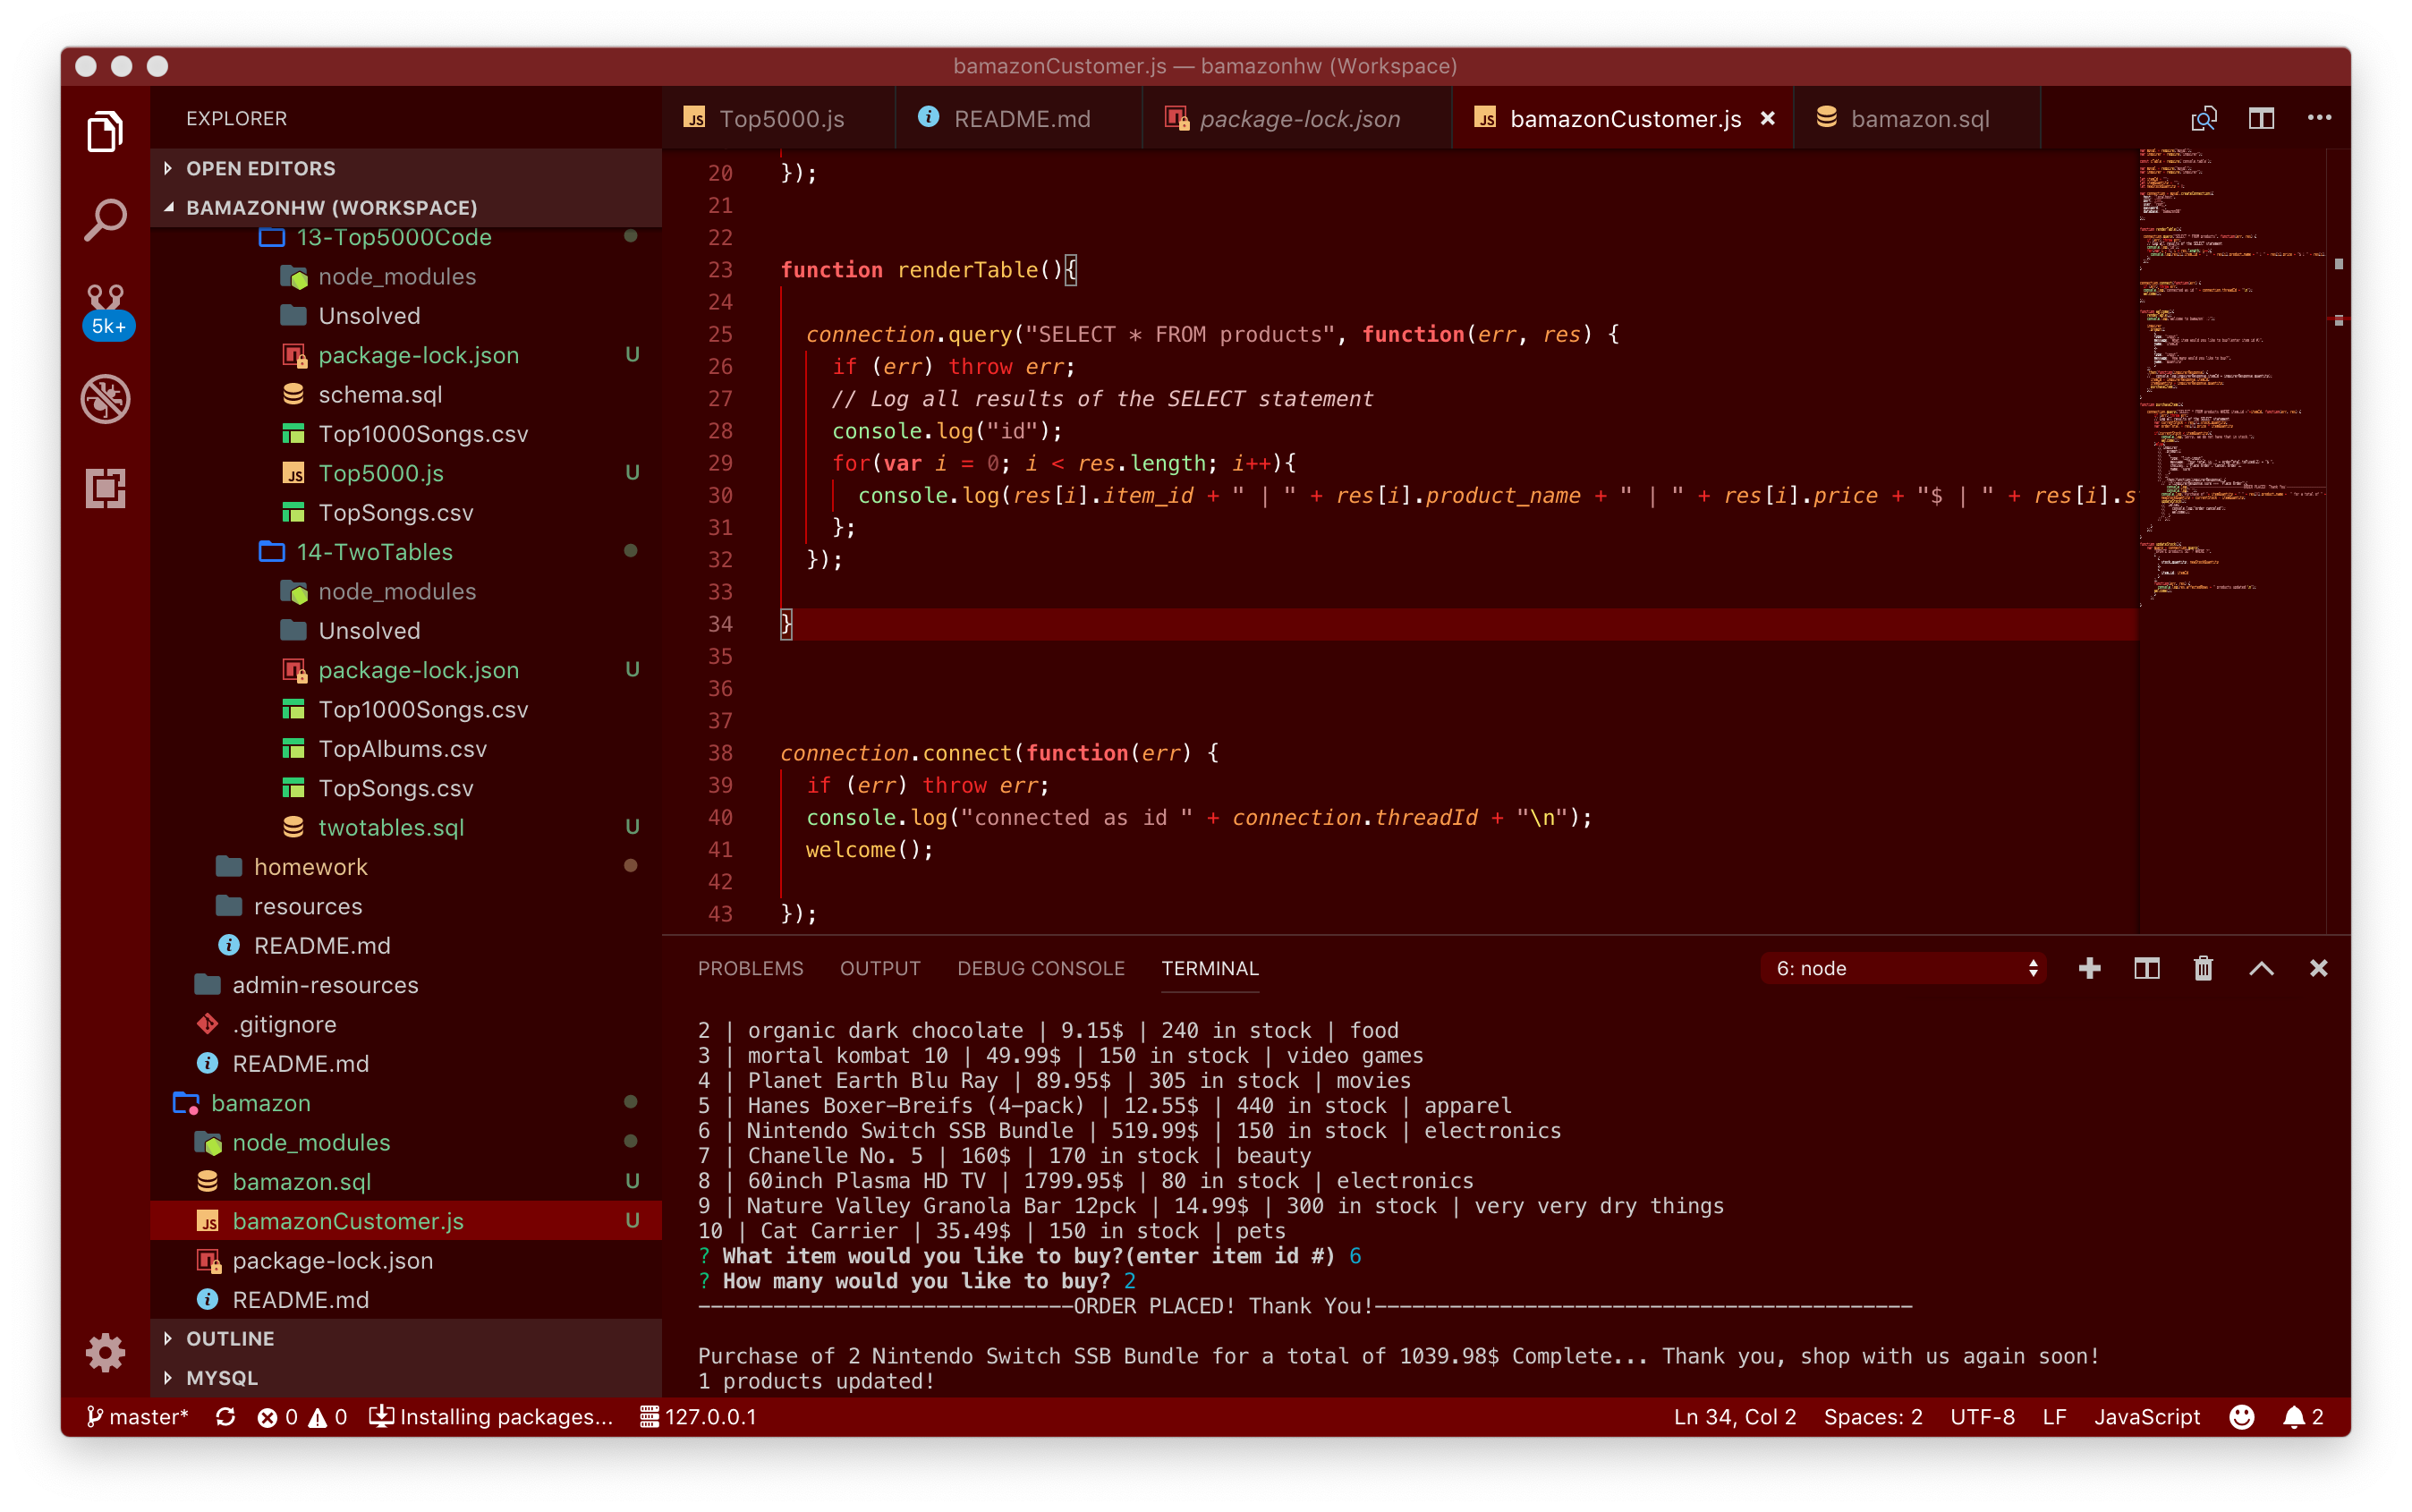 bamazonCustomer.js — bamazonhw (Workspace)
EXPLORER
OPEN EDITORS
BAMAZONHW (WORKSPACE)
13-Top5000Code
node_modules
Unsolved
package-lock.json U
schema.sql
Top1000Songs.csv
Top5000.js U
TopSongs.csv
14-TwoTables
node_modules
Unsolved
package-lock.json U
Top1000Songs.csv
TopAlbums.csv
TopSongs.csv
twotables.sql U
homework
resources
README.md
admin-resources
.gitignore
README.md
bamazon
node_modules
bamazon.sql U
bamazonCustomer.js U
package-lock.json
README.md
OUTLINE
MYSQL
5k+
Top5000.js README.md package-lock.json bamazonCustomer.js bamazon.sql
20 });
21
22
23 function renderTable(){
24
25 connection.query("SELECT * FROM products", function(err, res) {
26 if (err) throw err;
27 // Log all results of the SELECT statement
28 console.log("id");
29 for(var i = 0; i < res.length; i++){
30 console.log(res[i].item_id + " | " + res[i].product_name + " | " + res[i].price + "$ | " + res[i].s
31 };
32 });
33
34 }
35
36
37
38 connection.connect(function(err) {
39 if (err) throw err;
40 console.log("connected as id " + connection.threadId + "\n");
41 welcome();
42
43 });
PROBLEMS OUTPUT DEBUG CONSOLE TERMINAL 6: node
2 | organic dark chocolate | 9.15$ | 240 in stock | food
3 | mortal kombat 10 | 49.99$ | 150 in stock | video games
4 | Planet Earth Blu Ray | 89.95$ | 305 in stock | movies
5 | Hanes Boxer-Breifs (4-pack) | 12.55$ | 440 in stock | apparel
6 | Nintendo Switch SSB Bundle | 519.99$ | 150 in stock | electronics
7 | Chanelle No. 5 | 160$ | 170 in stock | beauty
8 | 60inch Plasma HD TV | 1799.95$ | 80 in stock | electronics
9 | Nature Valley Granola Bar 12pck | 14.99$ | 300 in stock | very very dry things
10 | Cat Carrier | 35.49$ | 150 in stock | pets
? What item would you like to buy?(enter item id #) 6
? How many would you like to buy? 2
------------------------------ORDER PLACED! Thank You!-------------------------------------------
Purchase of 2 Nintendo Switch SSB Bundle for a total of 1039.98$ Complete... Thank you, shop with us again soon!
1 products updated!
master* 0 0 Installing packages... 127.0.0.1 Ln 34, Col 2 Spaces: 2 UTF-8 LF JavaScript 2